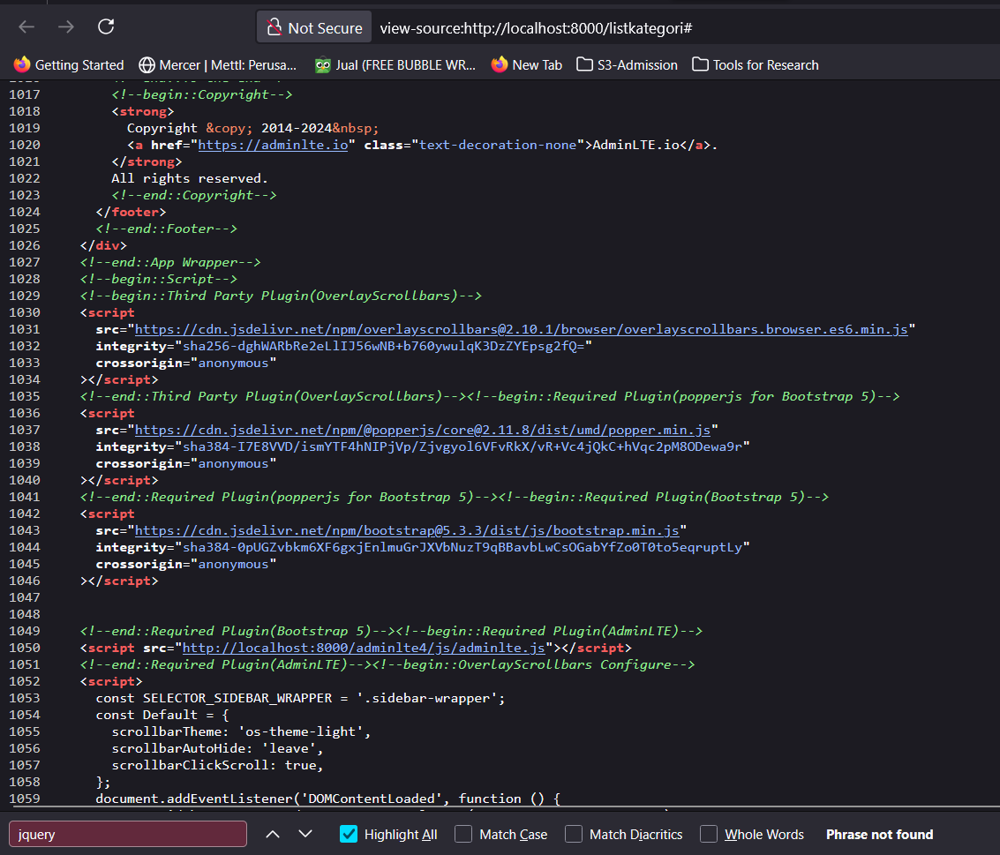 Not Secure view-source:http://localhost:8000/listkategori#
Getting Started Mercer | Mettl: Perusa... Jual (FREE BUBBLE WR... New Tab S3-Admission Tools for Research
1017 <!--begin::Copyright-->
1018 <strong>
1019 Copyright &copy; 2014-2024&nbsp;
1020 <a href="https://adminlte.io" class="text-decoration-none">AdminLTE.io</a>.
1021 </strong>
1022 All rights reserved.
1023 <!--end::Copyright-->
1024 </footer>
1025 <!--end::Footer-->
1026 </div>
1027 <!--end::App Wrapper-->
1028 <!--begin::Script-->
1029 <!--begin::Third Party Plugin(OverlayScrollbars)-->
1030 <script
1031 src="https://cdn.jsdelivr.net/npm/overlayscrollbars@2.10.1/browser/overlayscrollbars.browser.es6.min.js"
1032 integrity="sha256-dghWARbRe2eLlIJ56wNB+b760ywulqK3DzZYEpsg2fQ="
1033 crossorigin="anonymous"
1034 ></script>
1035 <!--end::Third Party Plugin(OverlayScrollbars)--><!--begin::Required Plugin(popperjs for Bootstrap 5)-->
1036 <script
1037 src="https://cdn.jsdelivr.net/npm/@popperjs/core@2.11.8/dist/umd/popper.min.js"
1038 integrity="sha384-I7E8VVD/ismYTF4hNIPjVp/Zjvgyol6VFvRkX/vR+Vc4jQkC+hVqc2pM8ODewa9r"
1039 crossorigin="anonymous"
1040 ></script>
1041 <!--end::Required Plugin(popperjs for Bootstrap 5)--><!--begin::Required Plugin(Bootstrap 5)-->
1042 <script
1043 src="https://cdn.jsdelivr.net/npm/bootstrap@5.3.3/dist/js/bootstrap.min.js"
1044 integrity="sha384-0pUGZvbkm6XF6gxjEnlmuGrJXVbNuzT9qBBavbLwCsOGabYfZo0T0to5eqruptLy"
1045 crossorigin="anonymous"
1046 ></script>
1047
1048
1049 <!--end::Required Plugin(Bootstrap 5)--><!--begin::Required Plugin(AdminLTE)-->
1050 <script src="http://localhost:8000/adminlte4/js/adminlte.js"></script>
1051 <!--end::Required Plugin(AdminLTE)--><!--begin::OverlayScrollbars Configure-->
1052 <script>
1053 const SELECTOR_SIDEBAR_WRAPPER = '.sidebar-wrapper';
1054 const Default = {
1055 scrollbarTheme: 'os-theme-light',
1056 scrollbarAutoHide: 'leave',
1057 scrollbarClickScroll: true,
1058 };
1059 document.addEventListener('DOMContentLoaded', function () {
jquery Highlight All Match Case Match Diacritics Whole Words Phrase not found